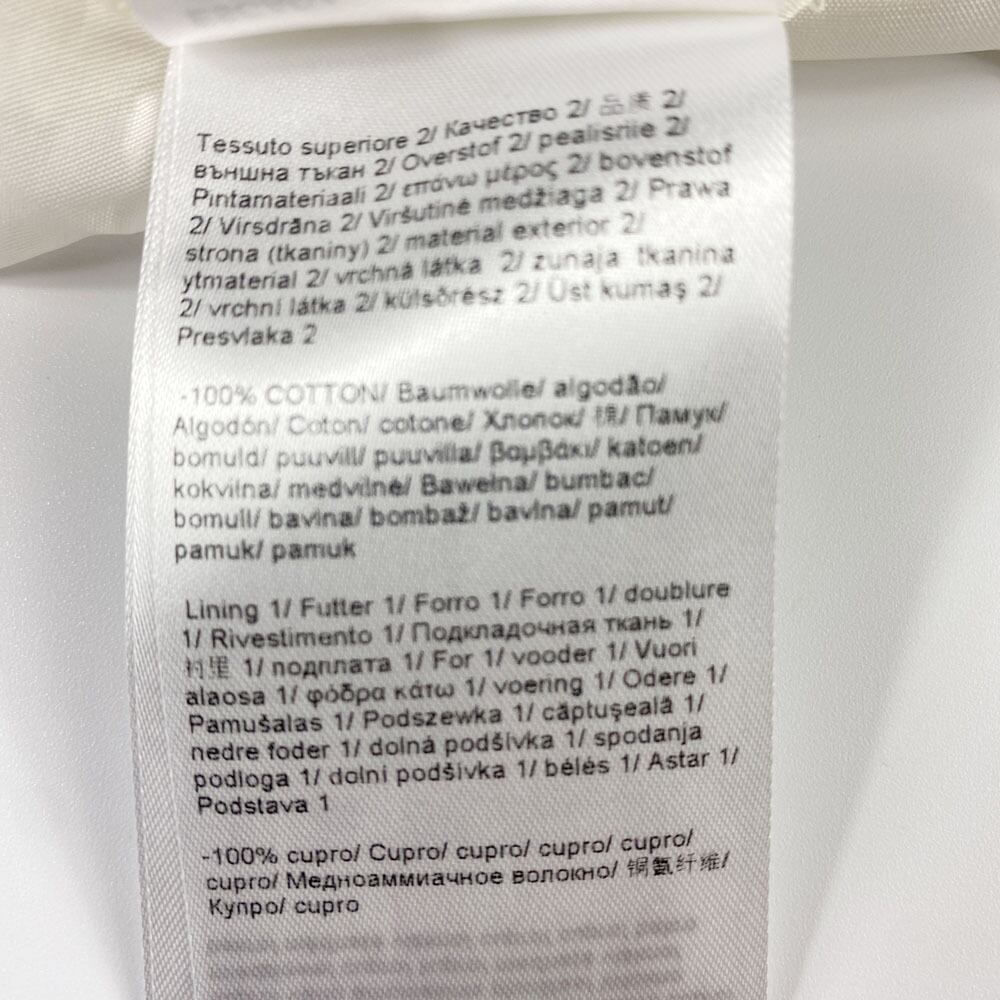 Tessuto superiore 2/ Качество 2/ 品质 2/
външна тъкан 2/ Overstof 2/ pealisriie 2/
Pintamateriaali 2/ επάνω μέρος 2/ bovenstof
2/ Virsdrāna 2/ Viršutinė medžiaga 2/ Prawa
strona (tkaniny) 2/ material exterior 2/
ytmaterial 2/ vrchná látka 2/ zunaja tkanina
2/ vrchní látka 2/ külsőrész 2/ Üst kumaş 2/
Presvlaka 2
-100% COTTON/ Baumwolle/ algodão/
Algodón/ Coton/ cotone/ Хлопок/ 棉/ Памук/
bomuld/ puuvill/ puuvilla/ βαμβάκι/ katoen/
kokvilna/ medvilnė/ Bawełna/ bumbac/
bomull/ bavlna/ bombaž/ bavlna/ pamut/
pamuk/ pamuk
Lining 1/ Futter 1/ Forro 1/ Forro 1/ doublure
1/ Rivestimento 1/ Подкладочная ткань 1/
衬里 1/ подплата 1/ For 1/ vooder 1/ Vuori
alaosa 1/ φόδρα κάτω 1/ voering 1/ Odere 1/
Pamušalas 1/ Podszewka 1/ căptuşeală 1/
nedre foder 1/ dolná podšívka 1/ spodanja
podloga 1/ dolní podšívka 1/ bélés 1/ Astar 1/
Podstava 1
-100% cupro/ Cupro/ cupro/ cupro/ cupro/
cupro/ Медноаммиачное волокно/ 铜氨纤维/
Купро/ cupro